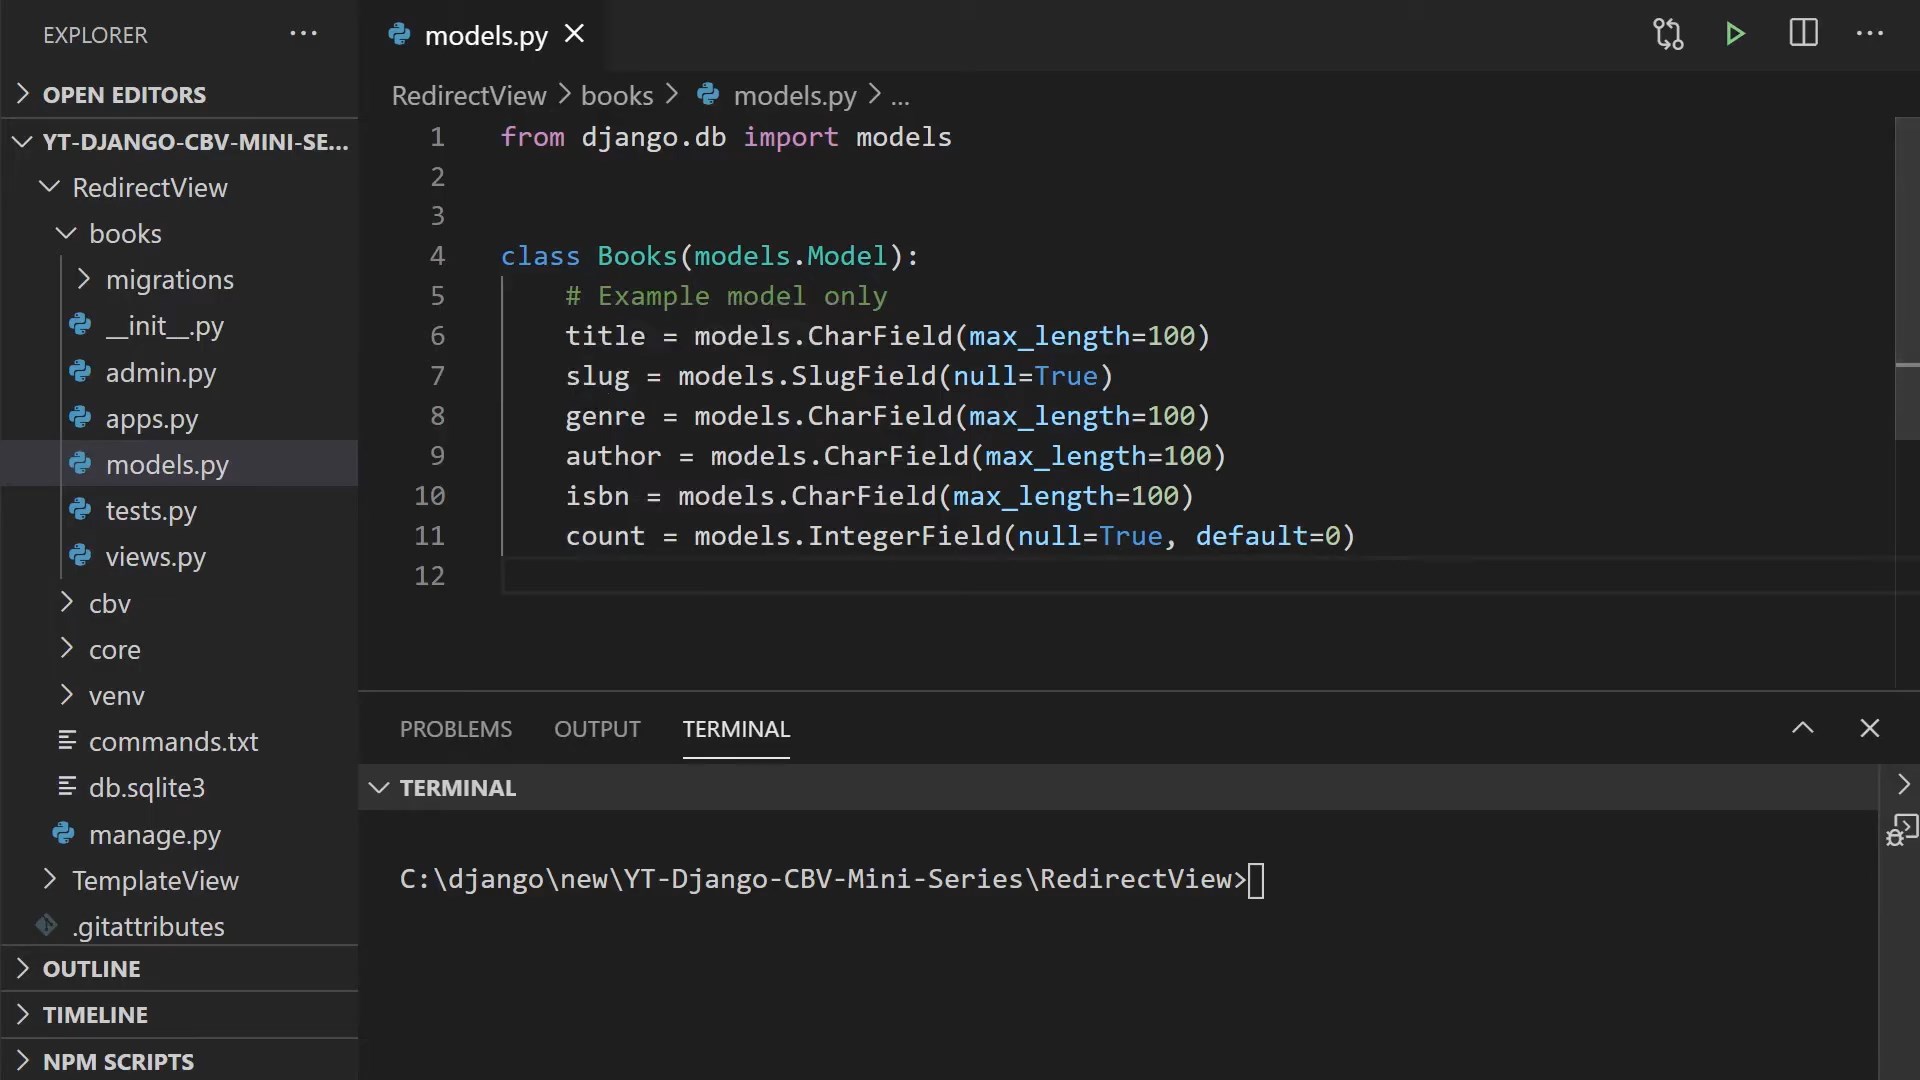 EXPLORER
OPEN EDITORS
YT-DJANGO-CBV-MINI-SE...
RedirectView
books
migrations
__init__.py
admin.py
apps.py
models.py
tests.py
views.py
cbv
core
venv
commands.txt
db.sqlite3
manage.py
TemplateView
.gitattributes
OUTLINE
TIMELINE
NPM SCRIPTS
models.py
RedirectView > books > models.py > ...
1 from django.db import models
2
3
4 class Books(models.Model):
5     # Example model only
6     title = models.CharField(max_length=100)
7     slug = models.SlugField(null=True)
8     genre = models.CharField(max_length=100)
9     author = models.CharField(max_length=100)
10     isbn = models.CharField(max_length=100)
11     count = models.IntegerField(null=True, default=0)
12
PROBLEMS OUTPUT TERMINAL
TERMINAL
C:\django\new\YT-Django-CBV-Mini-Series\RedirectView>